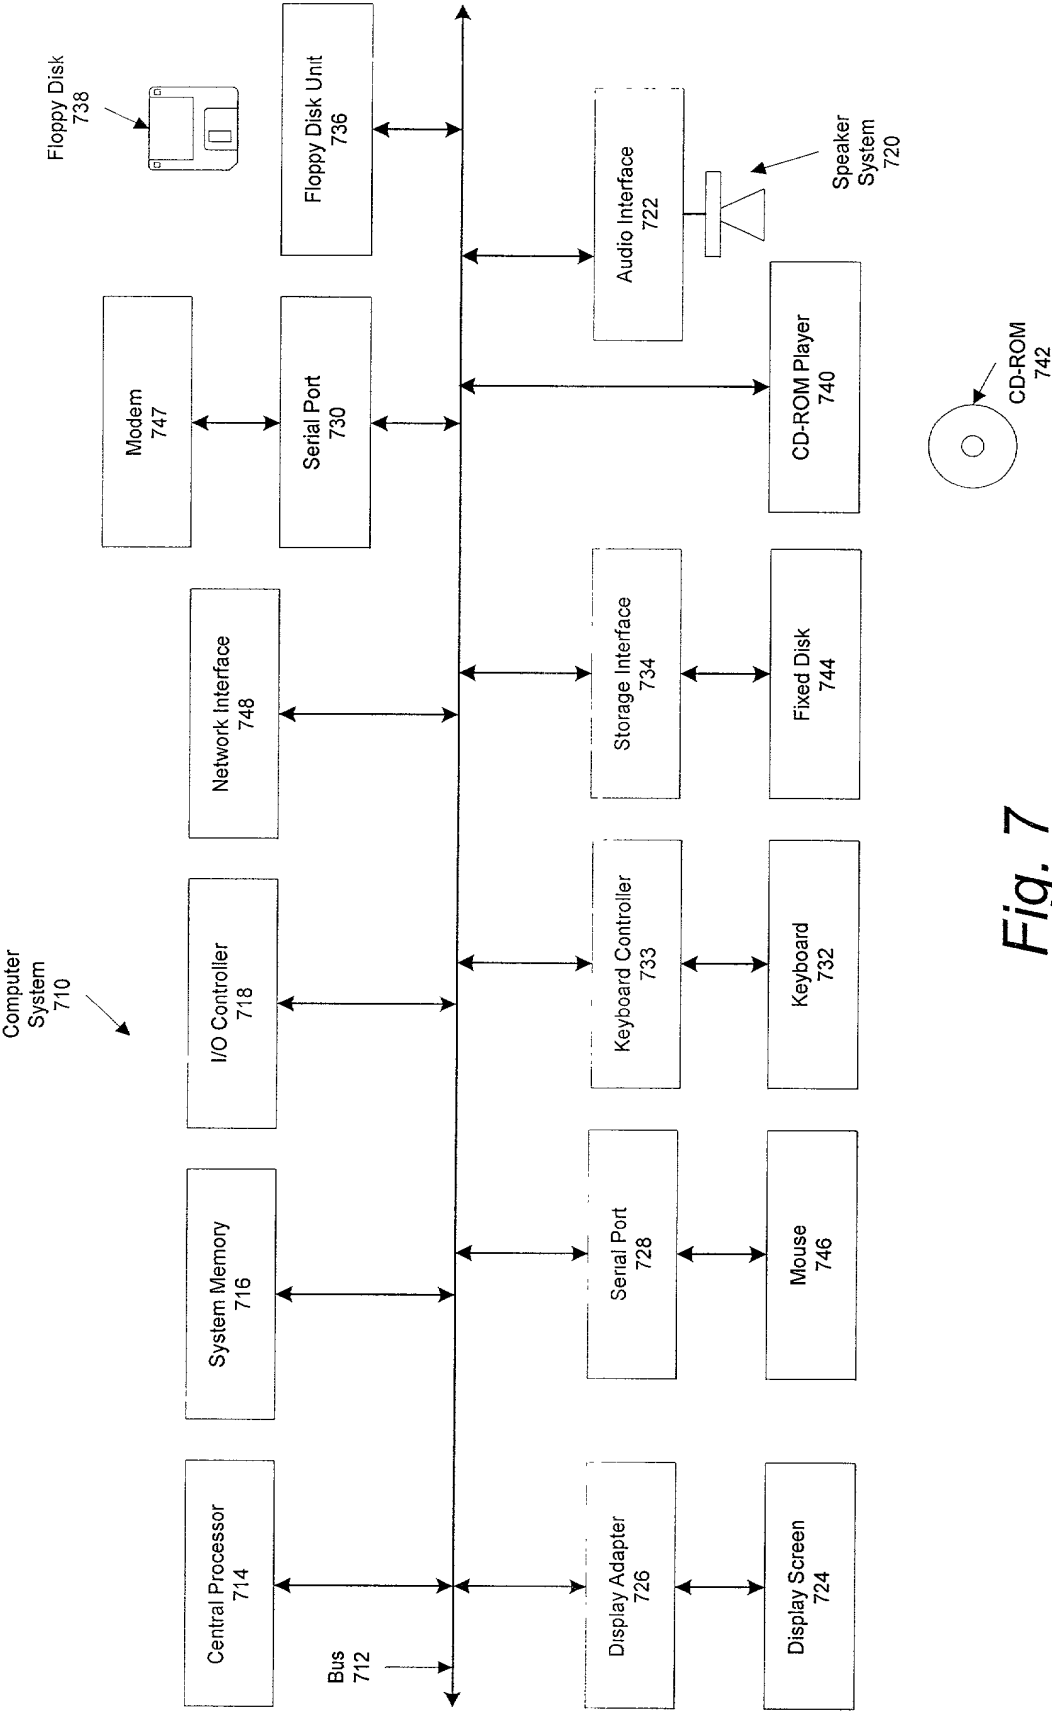 Computer
System
710
Floppy Disk
738
Modem
747
Central Processor
714
System Memory
716
I/O Controller
718
Network Interface
748
Serial Port
730
Floppy Disk Unit
736
Bus
712
Display Adapter
726
Serial Port
728
Keyboard Controller
733
Storage Interface
734
Audio Interface
722
Display Screen
724
Mouse
746
Keyboard
732
Fixed Disk
744
CD-ROM Player
740
Speaker
System
720
CD-ROM
742
Fig. 7